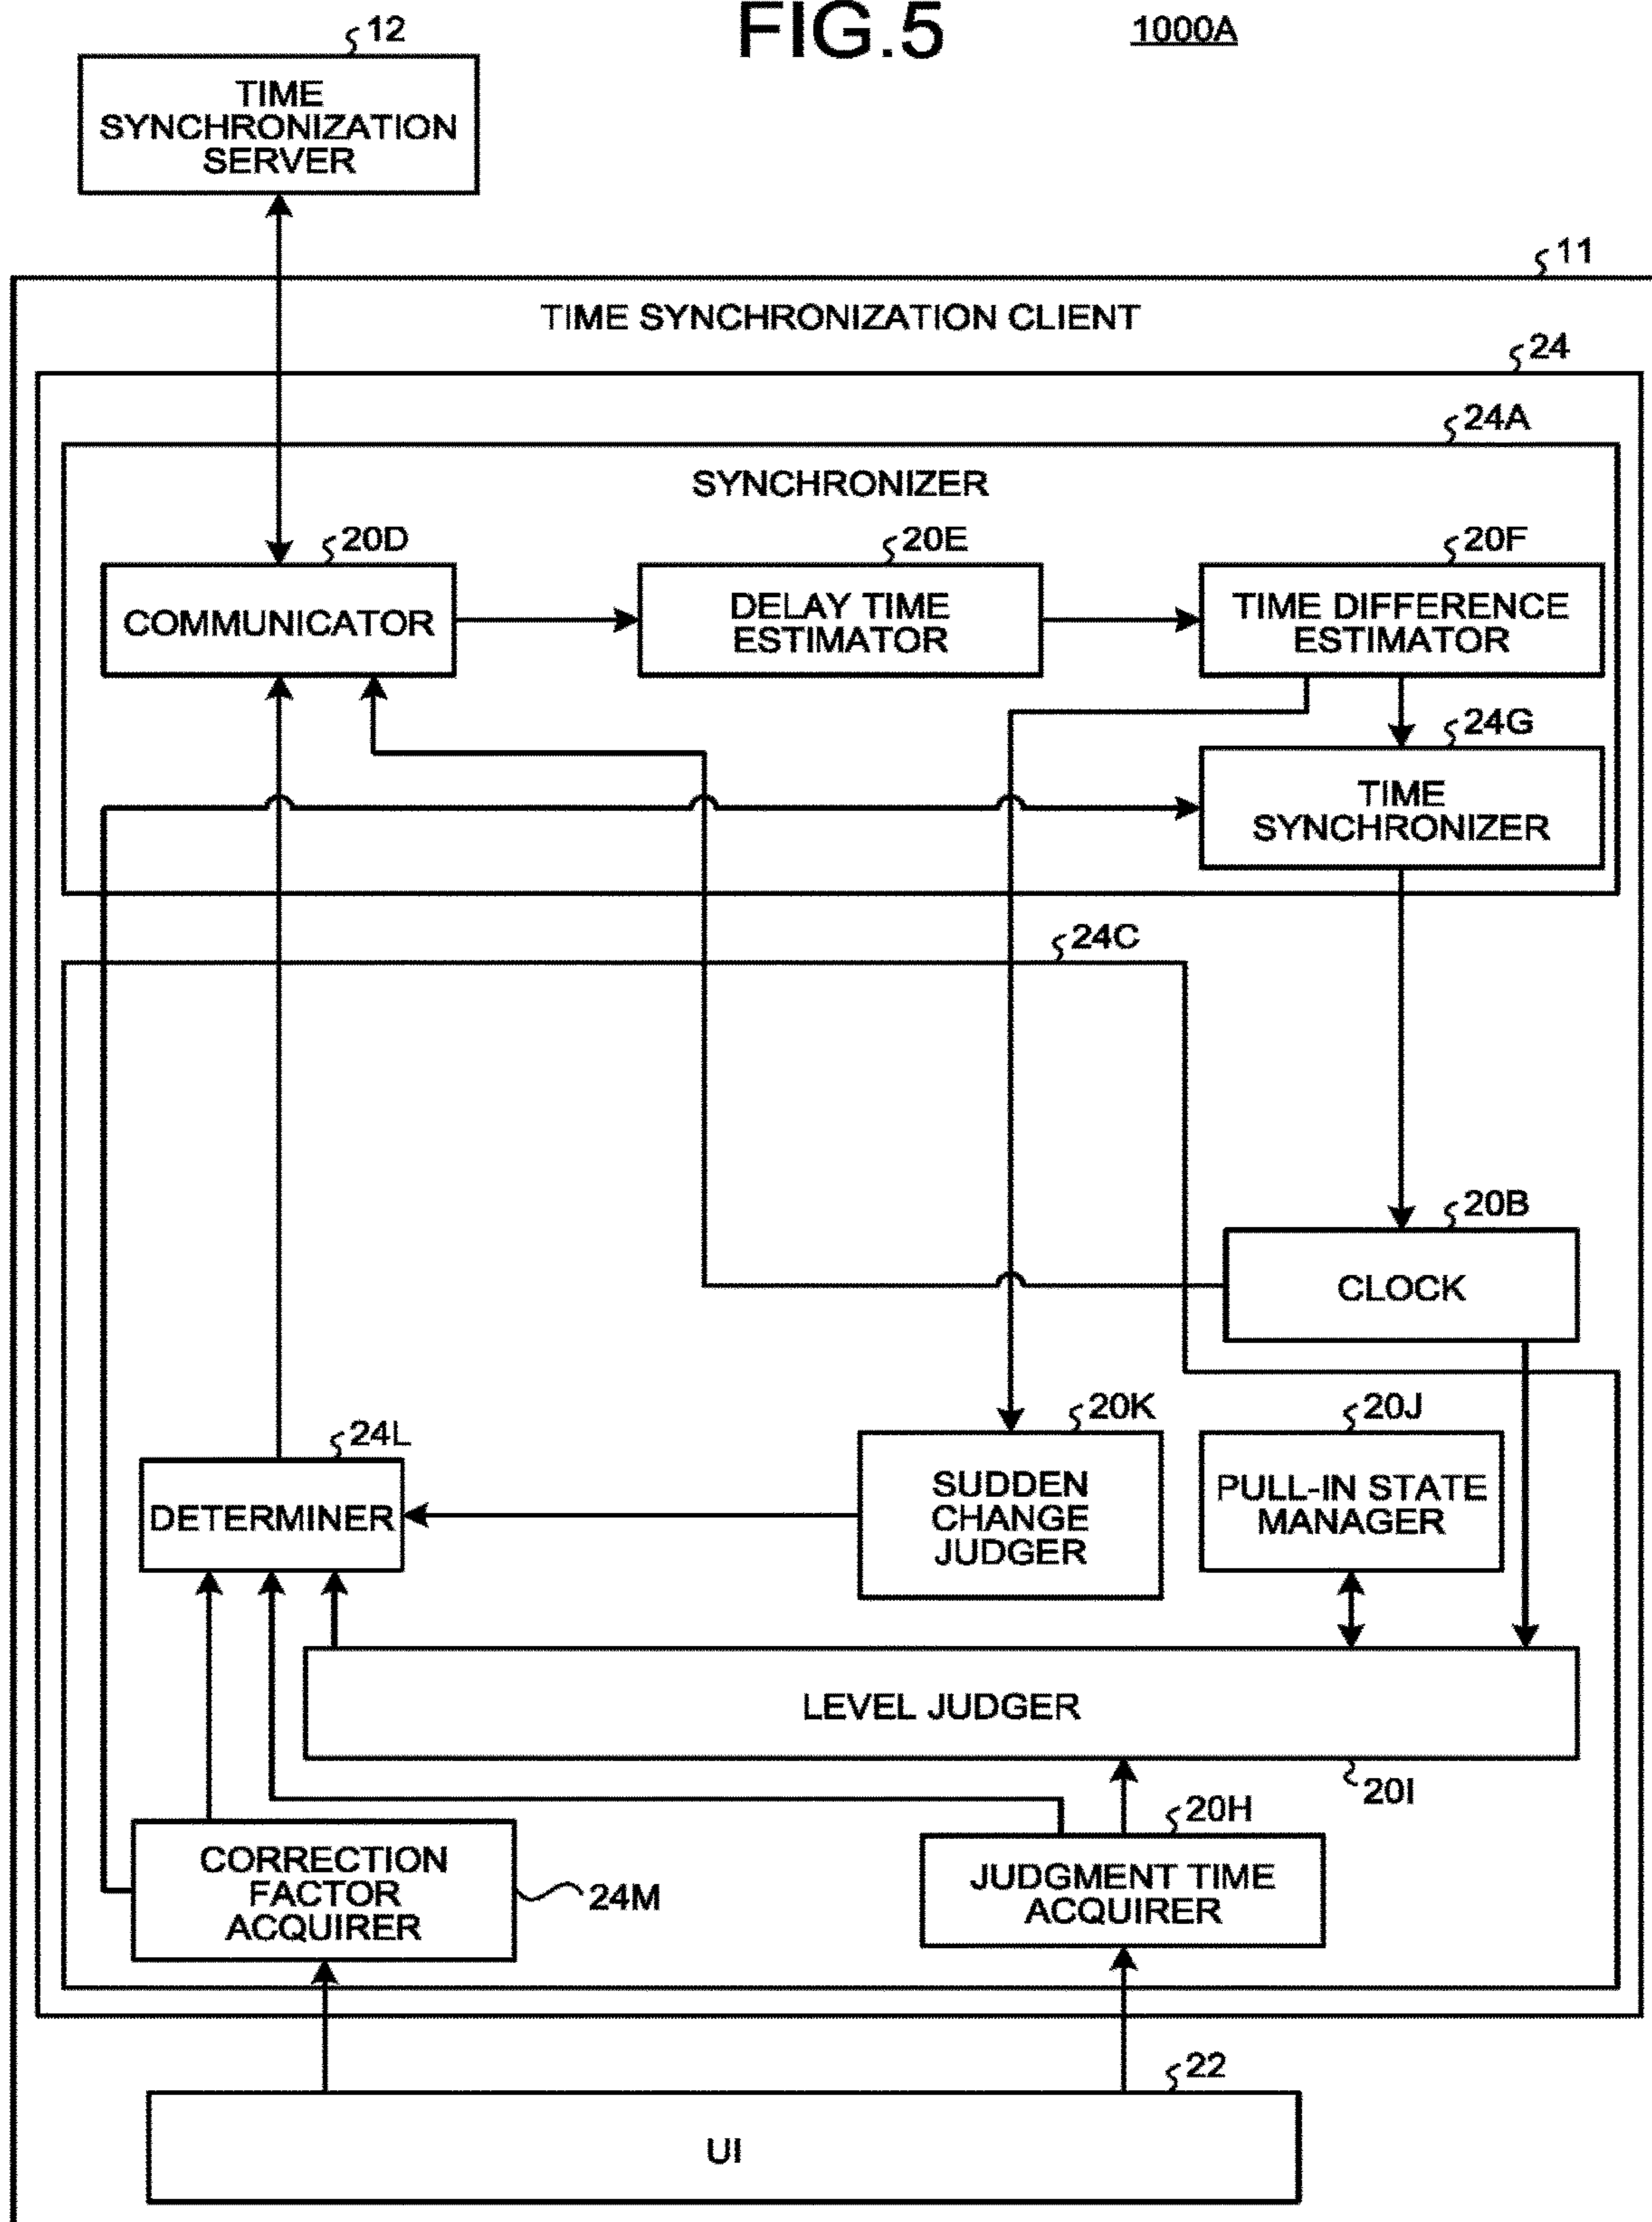 FIG.5
1000A
12
TIME
SYNCHRONIZATION
SERVER
11
TIME SYNCHRONIZATION CLIENT
24
24A
SYNCHRONIZER
20D
COMMUNICATOR
20E
DELAY TIME
ESTIMATOR
20F
TIME DIFFERENCE
ESTIMATOR
24G
TIME
SYNCHRONIZER
24C
20B
CLOCK
24L
DETERMINER
20K
SUDDEN
CHANGE
JUDGER
20J
PULL-IN STATE
MANAGER
LEVEL JUDGER
20I
CORRECTION
FACTOR
ACQUIRER
24M
20H
JUDGMENT TIME
ACQUIRER
22
UI